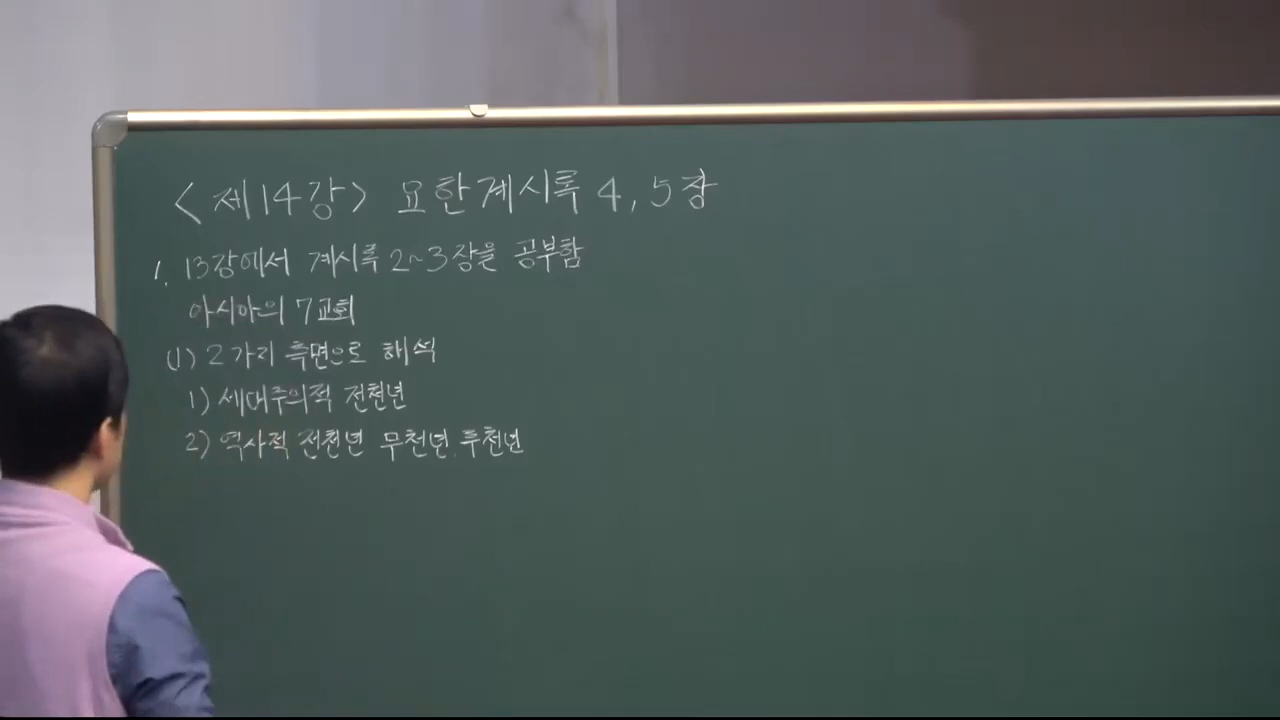 <제14강> 요한계시록 4, 5장
1. 13강에서 계시록 2~3장을 공부함
아시아의 7교회
(1) 2가지 측면으로 해석
1) 세대주의적 전천년
2) 역사적 전천년 무천년. 후천년